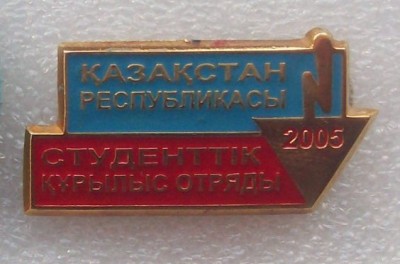 ҚАЗАҚСТАН
РЕСПУБЛИКАСЫ
2005
СТУДЕНТТІК
ҚҰРЫЛЫС ОТРЯДЫ